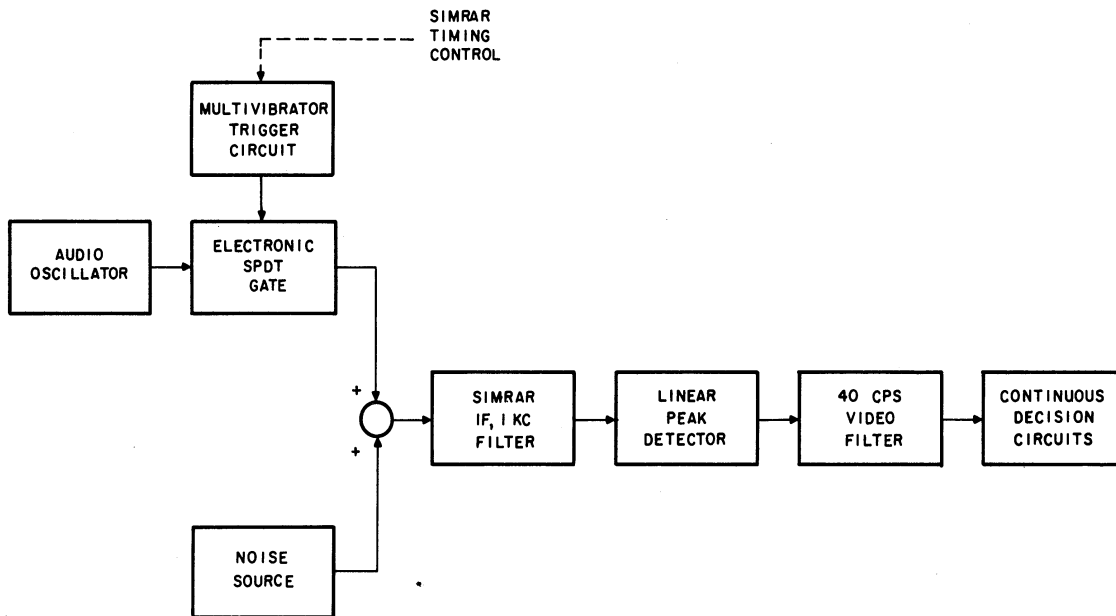 SIMRAR
TIMING
CONTROL
MULTIVIBRATOR
TRIGGER
CIRCUIT
AUDIO
OSCILLATOR
ELECTRONIC
SPDT
GATE
+
+
SIMRAR
IF, 1 KC
FILTER
LINEAR
PEAK
DETECTOR
40 CPS
VIDEO
FILTER
CONTINUOUS
DECISION
CIRCUITS
NOISE
SOURCE